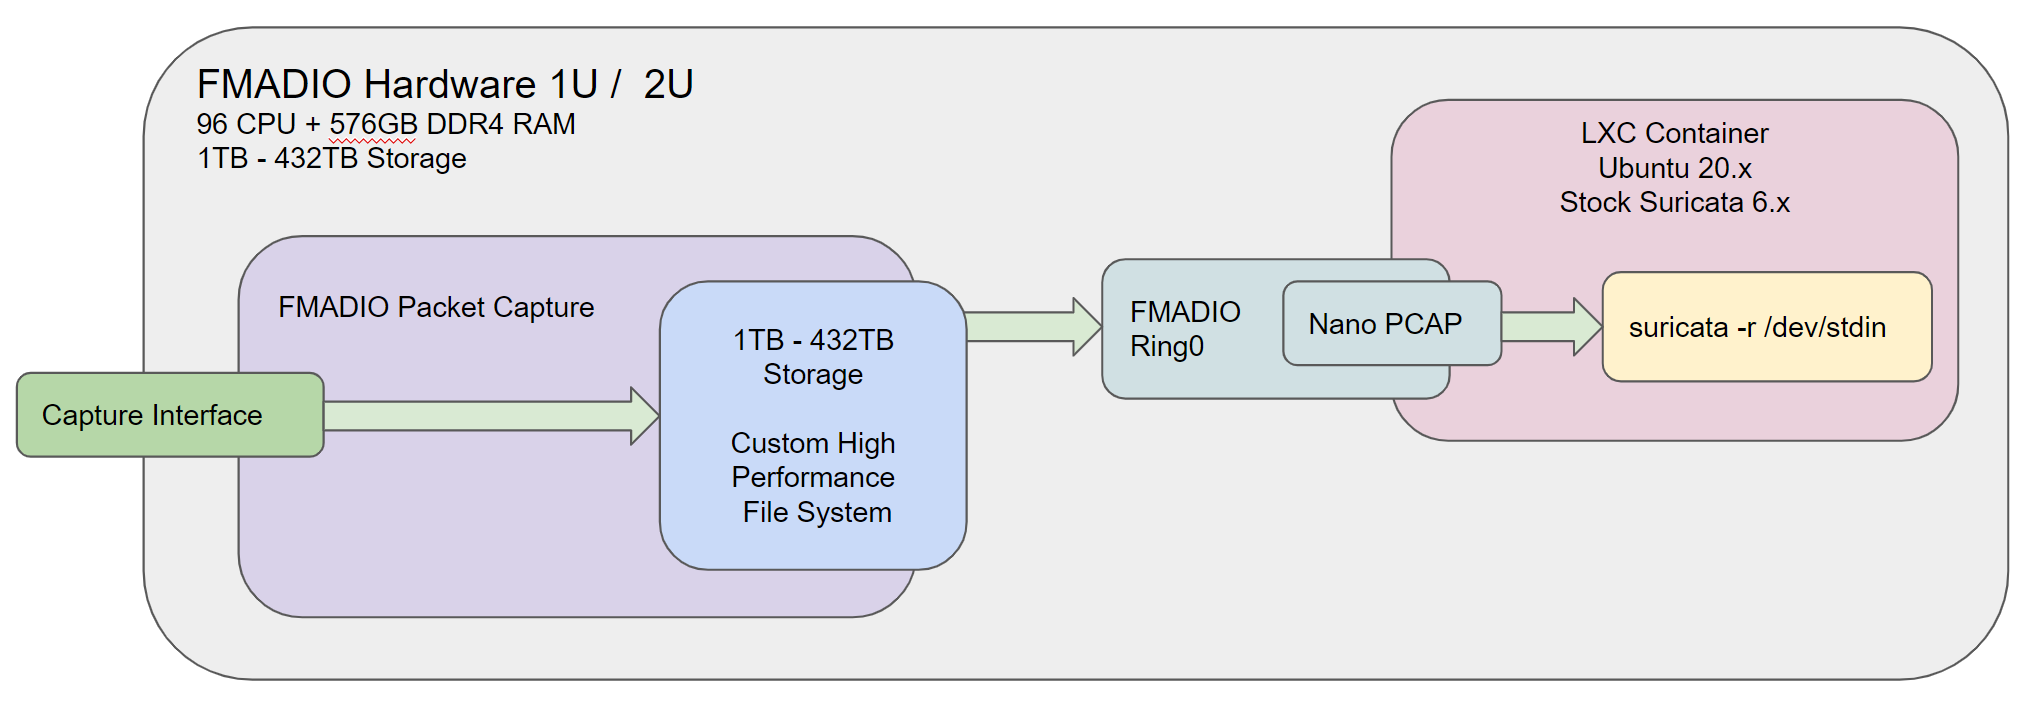 FMADIO Hardware 1U /  2U
96 CPU + 576GB DDR4 RAM
1TB - 432TB Storage
LXC Container
Ubuntu 20.x
Stock Suricata 6.x
FMADIO Packet Capture
1TB - 432TB
Storage
Custom High
Performance
File System
Capture Interface
FMADIO
Ring0
Nano PCAP
suricata -r /dev/stdin